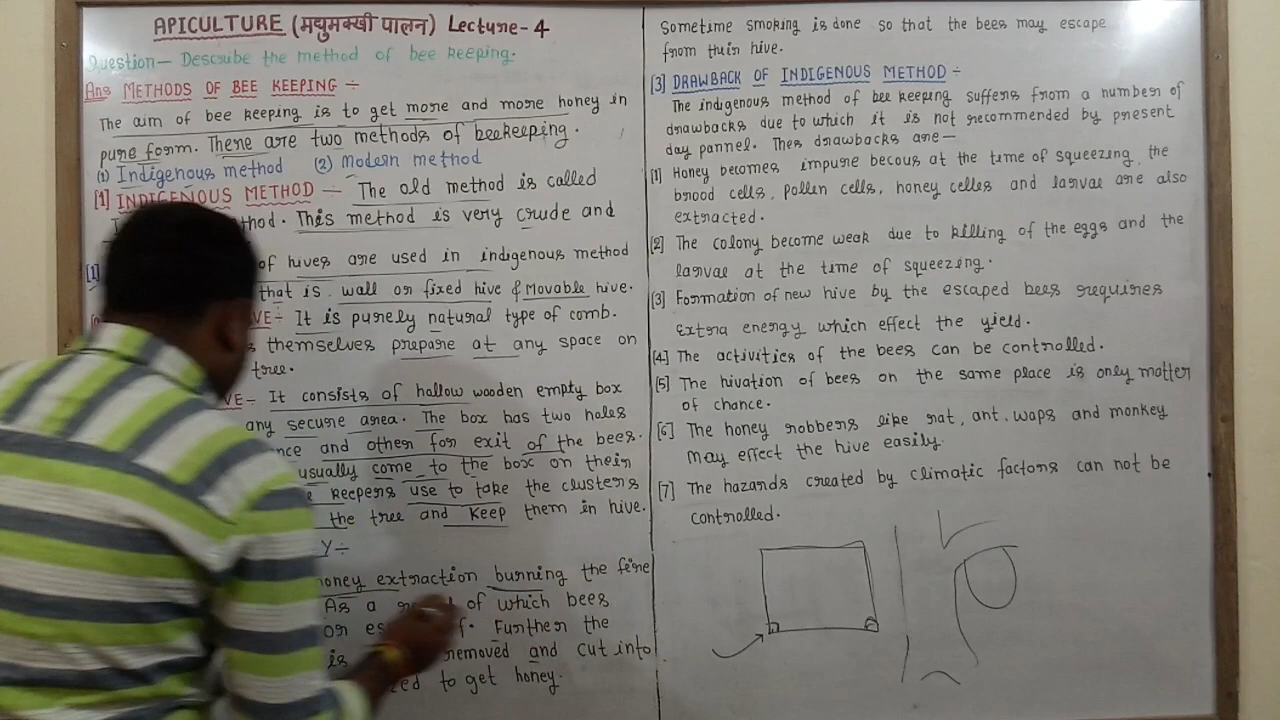 APICULTURE (मधुमक्खी पालन) Lecture-4
Question— Describe the method of bee keeping.
Ans METHODS OF BEE KEEPING ÷
The aim of bee keeping is to get more and more honey in
pure form. There are two methods of beekeeping.
(1) Indigenous method (2) Modern method
[1] INDIGENOUS METHOD — The old method is called
method. This method is very crude and
[1] of hives are used in indigenous method
that is wall or fixed hive & Movable hive.
It is purely natural type of comb.
themselves prepare at any space on
tree.
It consists of hallow wooden empty box
any secure area. The box has two holes
and other for exit of the bees.
usually come to the box on their
keepers use to take the clusters
the tree and keep them in hive.
Y÷
honey extraction burning the fire
As a of which bees
or Further the
is removed and cut into
to get honey.
Sometime smoking is done so that the bees may escape
from their hive.
[3] DRAWBACK OF INDIGENOUS METHOD ÷
The indigenous method of bee keeping suffers from a number of
drawbacks due to which it is not recommended by present
day pannel. Thes drawbacks are—
[1] Honey becomes impure becous at the time of squeezing, the
brood cells, pollen cells, honey celles and larvae are also
extracted.
[2] The colony become weak due to killing of the eggs and the
larvae at the time of squeezing.
[3] Formation of new hive by the escaped bees requires
Extra energy which effect the yield.
[4] The activities of the bees can be controlled.
[5] The hivation of bees on the same place is only matter
of chance.
[6] The honey robbers like rat, ant, waps and monkey
may effect the hive easily.
[7] The hazards created by climatic factors can not be
controlled.